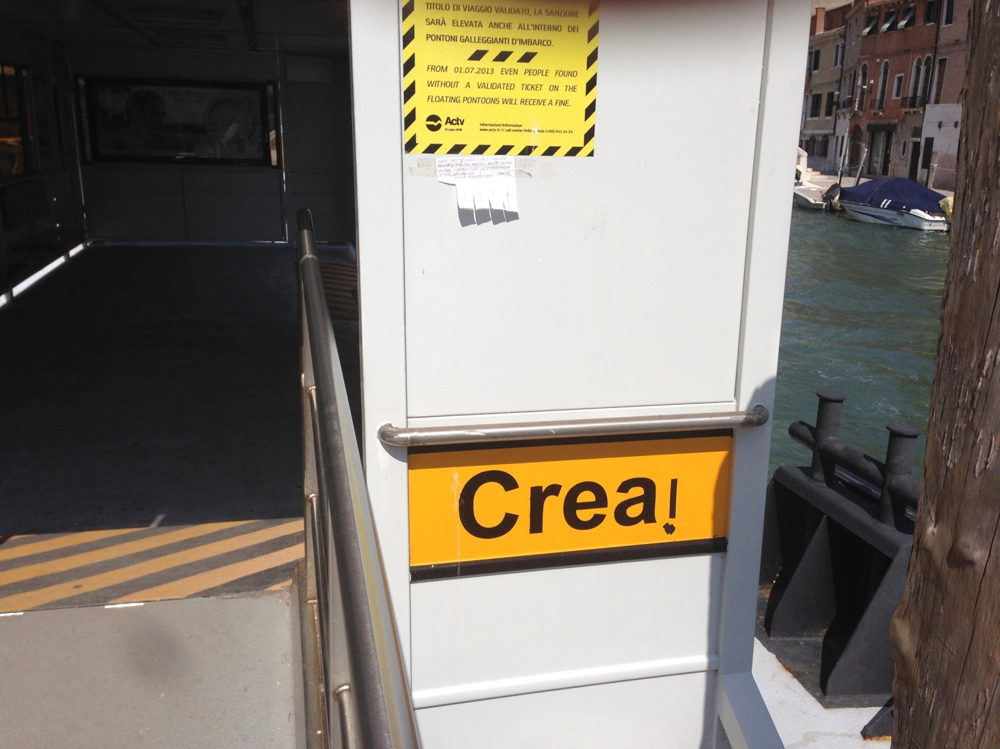 TITOLO DI VIAGGIO VALIDATO, LA SANZIONE
SARÀ ELEVATA ANCHE ALL'INTERNO DEI
PONTONI GALLEGGIANTI D'IMBARCO.
FROM 01.07.2013 EVEN PEOPLE FOUND
WITHOUT A VALIDATED TICKET ON THE
FLOATING PONTOONS WILL RECEIVE A FINE.
Actv
Gruppo AVM
informazioni/information
www.actv.it // call center (+39) 041 24.24
Crea!